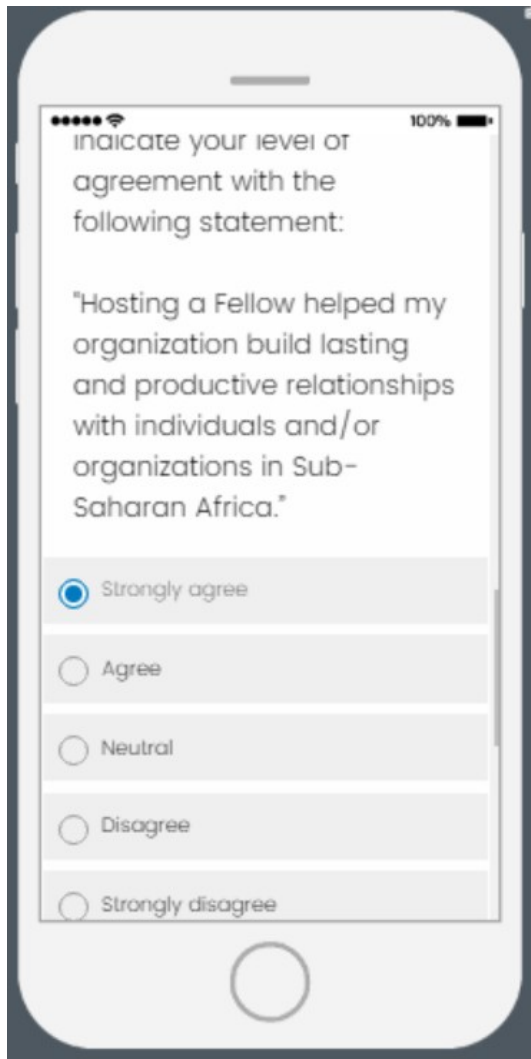 100%
indicate your level of
agreement with the
following statement:
"Hosting a Fellow helped my
organization build lasting
and productive relationships
with individuals and/or
organizations in Sub-
Saharan Africa."
Strongly agree
Agree
Neutral
Disagree
Strongly disagree